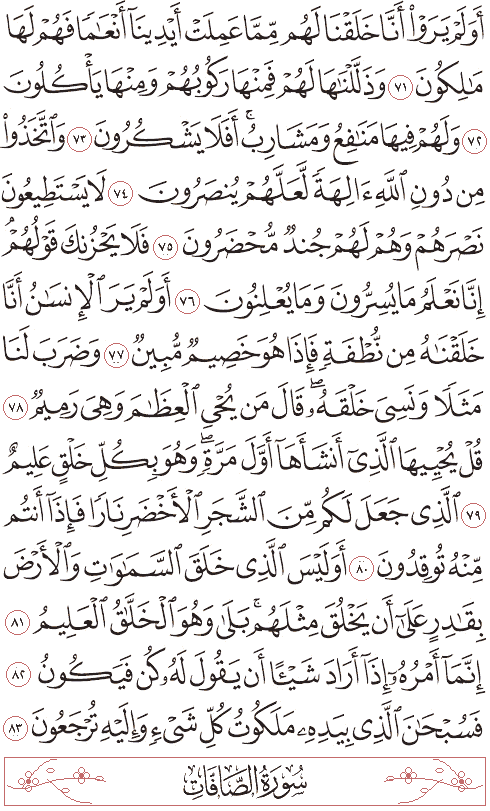 أَوَلَمْ يَرَوْا۟ أَنَّا خَلَقْنَا لَهُم مِّمَّا عَمِلَتْ أَيْدِينَآ أَنْعَـٰمًا فَهُمْ لَهَا
مَـٰلِكُونَ ٧١ وَذَلَّلْنَـٰهَا لَهُمْ فَمِنْهَا رَكُوبُهُمْ وَمِنْهَا يَأْكُلُونَ
٧٢ وَلَهُمْ فِيهَا مَنَـٰفِعُ وَمَشَارِبُ ۚ أَفَلَا يَشْكُرُونَ ٧٣ وَٱتَّخَذُوا۟
مِن دُونِ ٱللَّهِ ءَالِهَةً لَّعَلَّهُمْ يُنصَرُونَ ٧٤ لَا يَسْتَطِيعُونَ
نَصْرَهُمْ وَهُمْ لَهُمْ جُندٌ مُّحْضَرُونَ ٧٥ فَلَا يَحْزُنكَ قَوْلُهُمْ ۘ
إِنَّا نَعْلَمُ مَا يُسِرُّونَ وَمَا يُعْلِنُونَ ٧٦ أَوَلَمْ يَرَ ٱلْإِنسَـٰنُ أَنَّا
خَلَقْنَـٰهُ مِن نُّطْفَةٍ فَإِذَا هُوَ خَصِيمٌ مُّبِينٌ ٧٧ وَضَرَبَ لَنَا
مَثَلًا وَنَسِىَ خَلْقَهُۥ ۖ قَالَ مَن يُحْىِ ٱلْعِظَـٰمَ وَهِىَ رَمِيمٌ ٧٨
قُلْ يُحْيِيهَا ٱلَّذِىٓ أَنشَأَهَآ أَوَّلَ مَرَّةٍ ۖ وَهُوَ بِكُلِّ خَلْقٍ عَلِيمٌ
٧٩ ٱلَّذِى جَعَلَ لَكُم مِّنَ ٱلشَّجَرِ ٱلْأَخْضَرِ نَارًا فَإِذَآ أَنتُم
مِّنْهُ تُوقِدُونَ ٨٠ أَوَلَيْسَ ٱلَّذِى خَلَقَ ٱلسَّمَـٰوَٰتِ وَٱلْأَرْضَ
بِقَـٰدِرٍ عَلَىٰٓ أَن يَخْلُقَ مِثْلَهُم ۚ بَلَىٰ وَهُوَ ٱلْخَلَّـٰقُ ٱلْعَلِيمُ ٨١
إِنَّمَآ أَمْرُهُۥٓ إِذَآ أَرَادَ شَيْـًٔا أَن يَقُولَ لَهُۥ كُن فَيَكُونُ ٨٢
فَسُبْحَـٰنَ ٱلَّذِى بِيَدِهِۦ مَلَكُوتُ كُلِّ شَىْءٍ وَإِلَيْهِ تُرْجَعُونَ ٨٣
سُورَةُ الصَّافَّاتِ